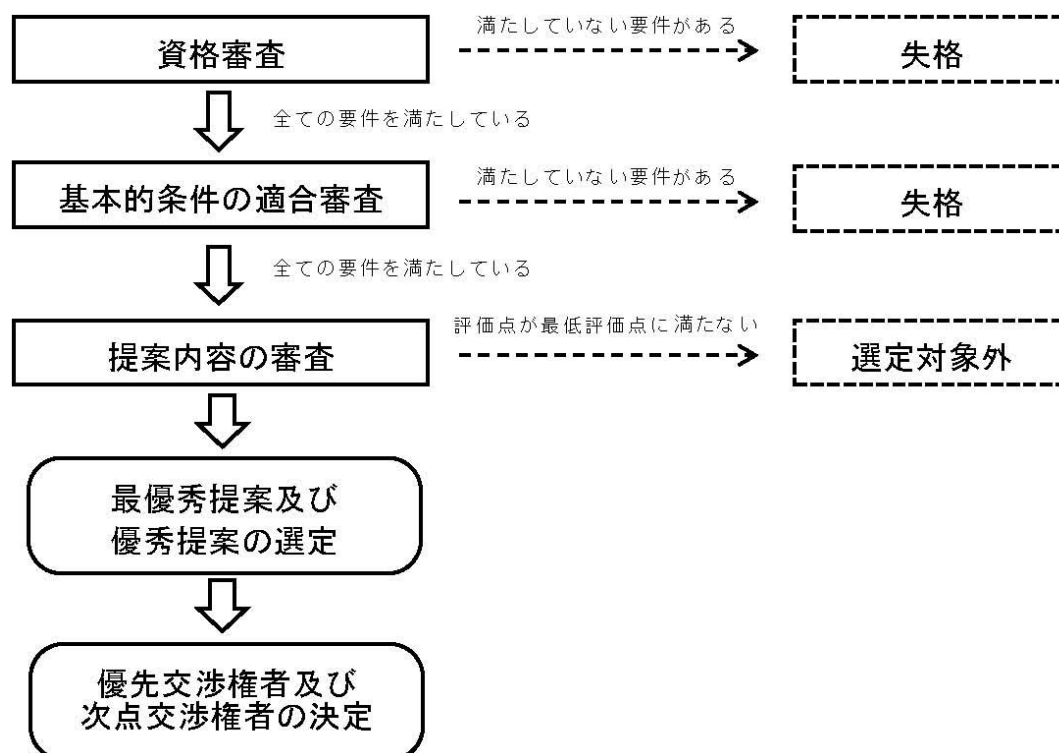 資格審査
満たしていない要件がある
失格
全ての要件を満たしている
基本的条件の適合審査
満たしていない要件がある
失格
全ての要件を満たしている
提案内容の審査
評価点が最低評価点に満たない
選定対象外
最優秀提案及び
優秀提案の選定
優先交渉権者及び
次点交渉権者の決定